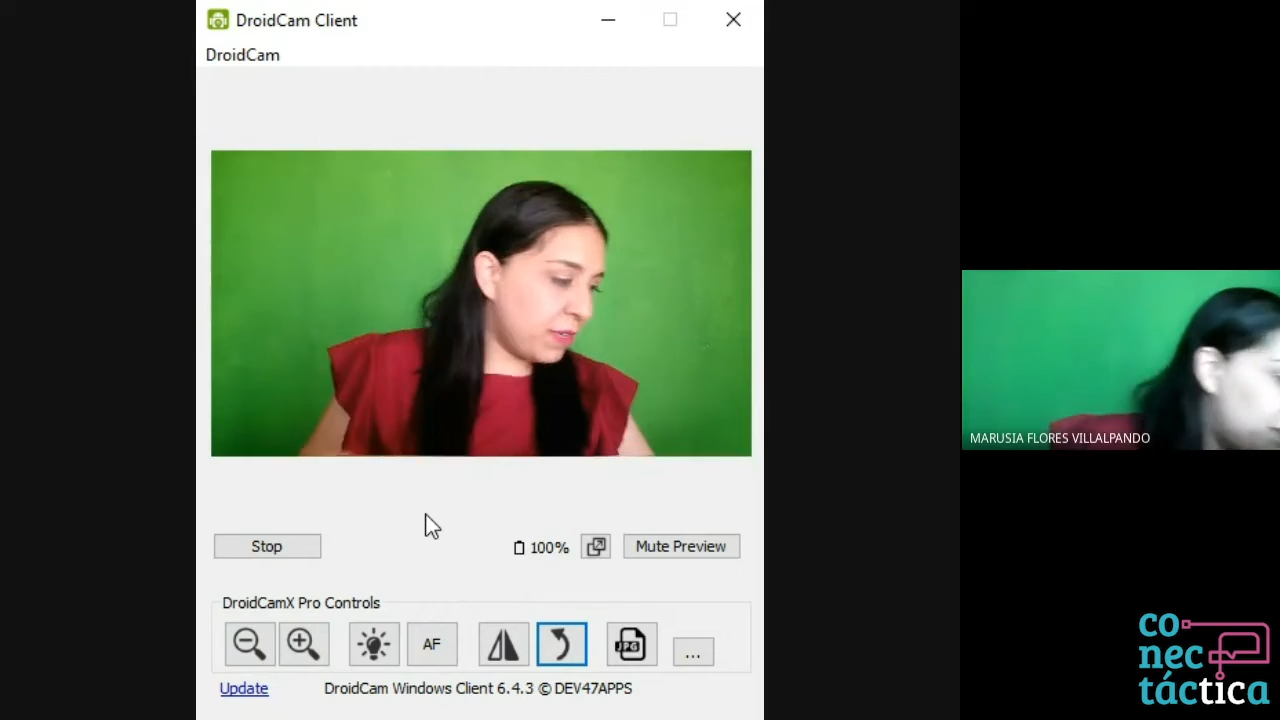 DroidCam Client
DroidCam
Stop
100%
Mute Preview
DroidCamX Pro Controls
AF
JPG
...
Update
DroidCam Windows Client 6.4.3 © DEV47APPS
MARUSIA FLORES VILLALPANDO
co
nec
táctica